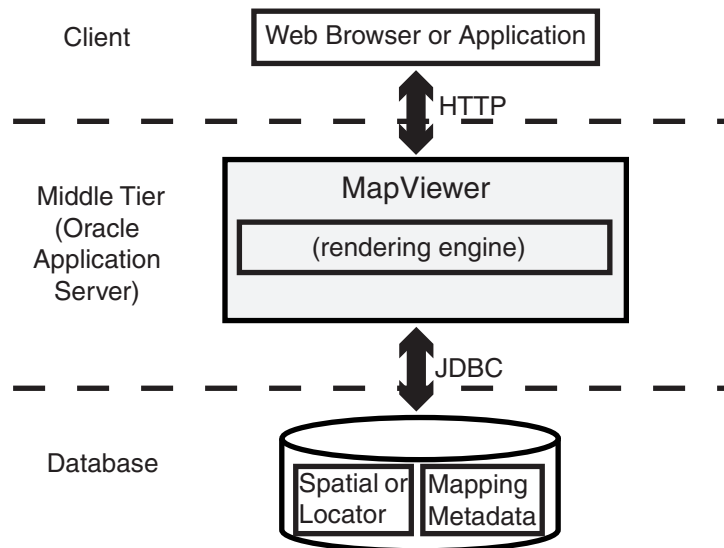 Client
Web Browser or Application
HTTP
Middle Tier
(Oracle
Application
Server)
MapViewer
(rendering engine)
JDBC
Database
Spatial or
Locator
Mapping
Metadata